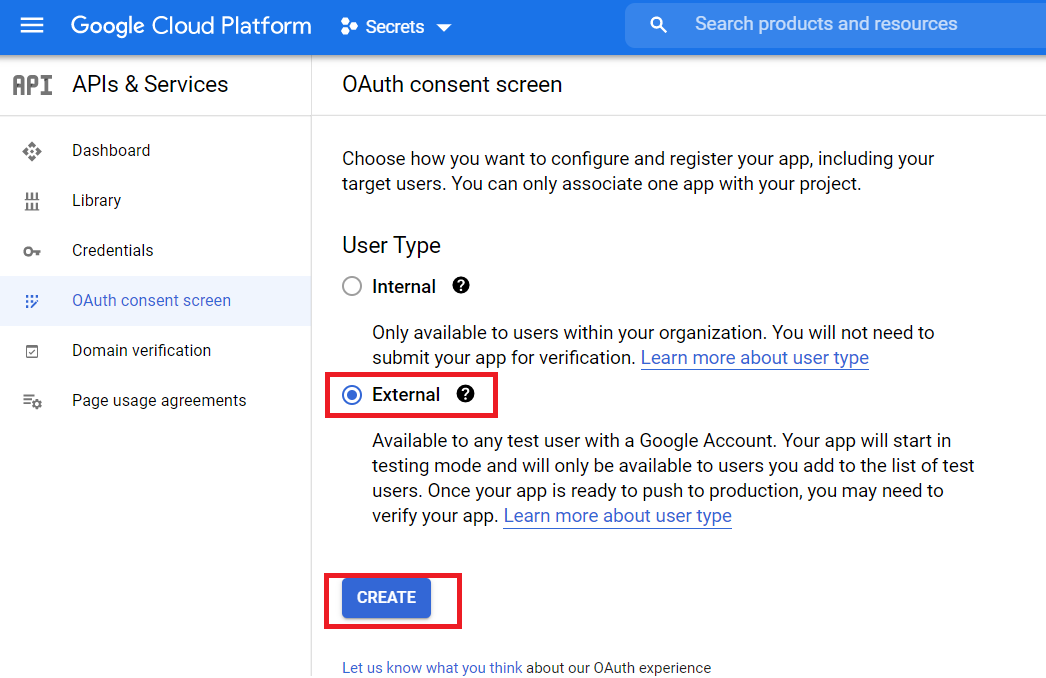 Google Cloud Platform
Secrets
Search products and resources
API
APIs & Services
Dashboard
Library
Credentials
OAuth consent screen
Domain verification
Page usage agreements
OAuth consent screen
Choose how you want to configure and register your app, including your
target users. You can only associate one app with your project.
User Type
Internal ?
Only available to users within your organization. You will not need to
submit your app for verification. Learn more about user type
External ?
Available to any test user with a Google Account. Your app will start in
testing mode and will only be available to users you add to the list of test
users. Once your app is ready to push to production, you may need to
verify your app. Learn more about user type
CREATE
Let us know what you think about our OAuth experience